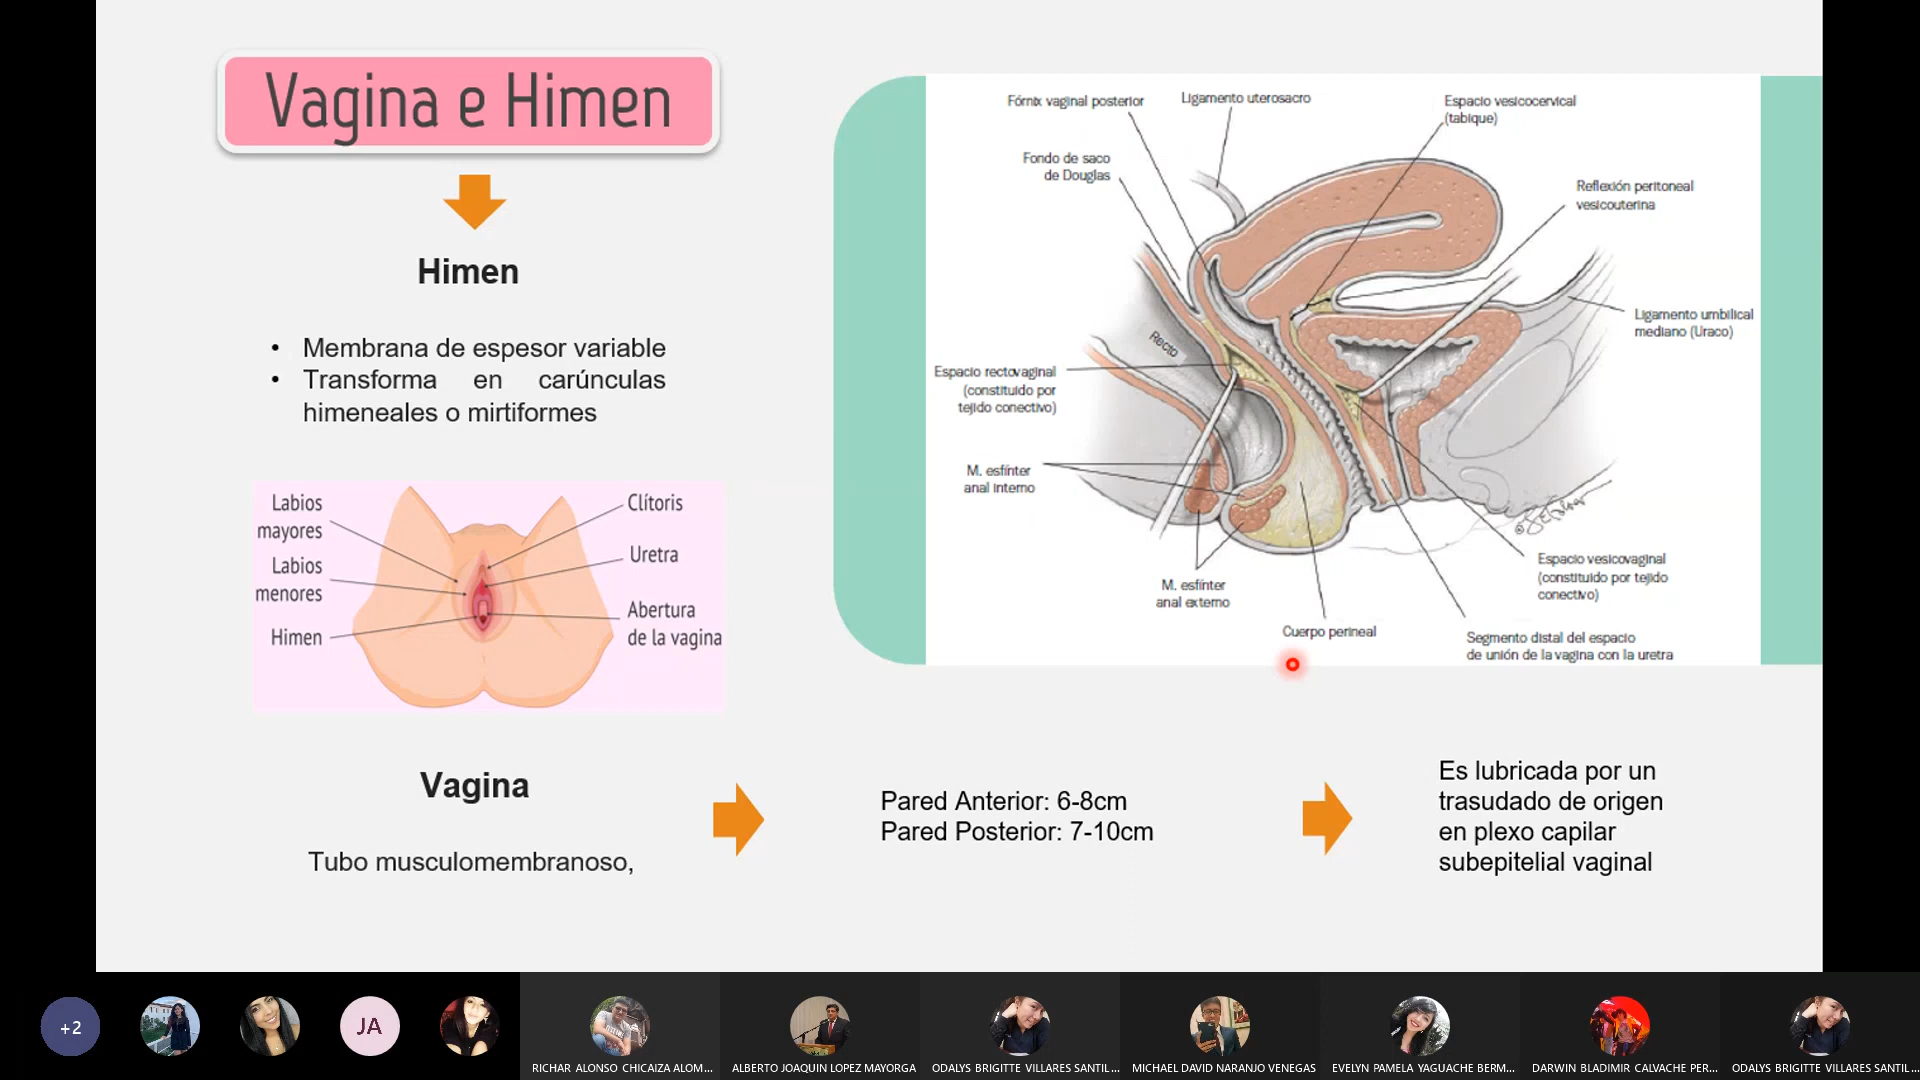 Vagina e Himen
Himen
• Membrana de espesor variable
• Transforma en carúnculas
himeneales o mirtiformes
Labios
mayores
Labios
menores
Himen
Clítoris
Uretra
Abertura
de la vagina
Fórnix vaginal posterior
Ligamento uterosacro
Espacio vesicocervical
(tabique)
Fondo de saco
de Douglas
Reflexión peritoneal
vesicouterina
Ligamento umbilical
mediano (Uraco)
Recto
Espacio rectovaginal
(constituido por
tejido conectivo)
M. esfínter
anal interno
M. esfínter
anal externo
Cuerpo perineal
Espacio vesicovaginal
(constituido por tejido
conectivo)
Segmento distal del espacio
de unión de la vagina con la uretra
Vagina
Tubo musculomembranoso,
Pared Anterior: 6-8cm
Pared Posterior: 7-10cm
Es lubricada por un
trasudado de origen
en plexo capilar
subepitelial vaginal
+2
JA
RICHAR ALONSO CHICAIZA ALOM...
ALBERTO JOAQUIN LOPEZ MAYORGA
ODALYS BRIGITTE VILLARES SANTIL...
MICHAEL DAVID NARANJO VENEGAS
EVELYN PAMELA YAGUACHE BERM...
DARWIN BLADIMIR CALVACHE PER...
ODALYS BRIGITTE VILLARES SANTIL...